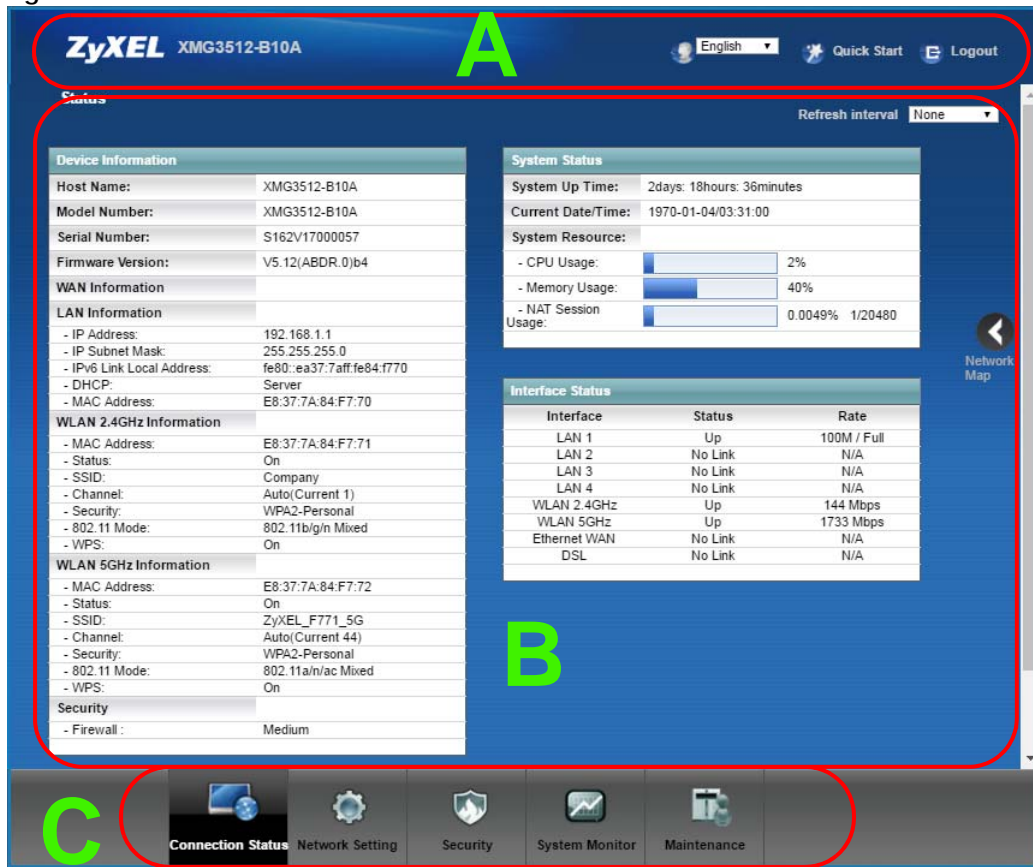 ZyXEL XMG3512-B10A
A
English
Quick Start
Logout
Status
Refresh interval None
Device Information
Host Name: XMG3512-B10A
Model Number: XMG3512-B10A
Serial Number: S162V17000057
Firmware Version: V5.12(ABDR.0)b4
WAN Information
LAN Information
- IP Address: 192.168.1.1
- IP Subnet Mask: 255.255.255.0
- IPv6 Link Local Address: fe80::ea37:7aff:fe84:f770
- DHCP: Server
- MAC Address: E8:37:7A:84:F7:70
WLAN 2.4GHz Information
- MAC Address: E8:37:7A:84:F7:71
- Status: On
- SSID: Company
- Channel: Auto(Current 1)
- Security: WPA2-Personal
- 802.11 Mode: 802.11b/g/n Mixed
- WPS: On
WLAN 5GHz Information
- MAC Address: E8:37:7A:84:F7:72
- Status: On
- SSID: ZyXEL_F771_5G
- Channel: Auto(Current 44)
- Security: WPA2-Personal
- 802.11 Mode: 802.11a/n/ac Mixed
- WPS: On
Security
- Firewall : Medium
System Status
System Up Time: 2days: 18hours: 36minutes
Current Date/Time: 1970-01-04/03:31:00
System Resource:
- CPU Usage: 2%
- Memory Usage: 40%
- NAT Session
Usage: 0.0049% 1/20480
Interface Status
Interface Status Rate
LAN 1 Up 100M / Full
LAN 2 No Link N/A
LAN 3 No Link N/A
LAN 4 No Link N/A
WLAN 2.4GHz Up 144 Mbps
WLAN 5GHz Up 1733 Mbps
Ethernet WAN No Link N/A
DSL No Link N/A
Network
Map
B
C
Connection Status
Network Setting
Security
System Monitor
Maintenance